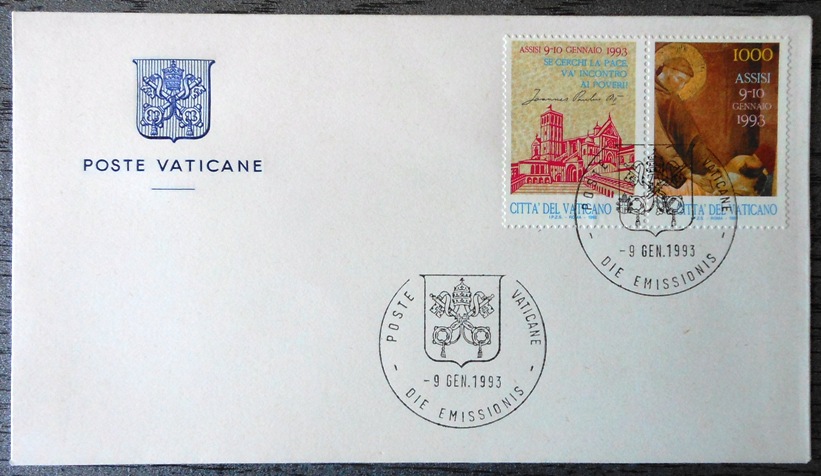 POSTE VATICANE
ASSISI 9-10 GENNAIO, 1993
SE CERCHI LA PACE,
VA' INCONTRO
AI POVERI!
Joannes Paulus
CITTA' DEL VATICANO
1000
ASSISI
9-10
GENNAIO
1993
CITTA' DEL VATICANO
POSTE VATICANE
- 9 GEN. 1993
- DIE EMISSIONIS -
POSTE VATICANE
- 9 GEN. 1993
- DIE EMISSIONIS -